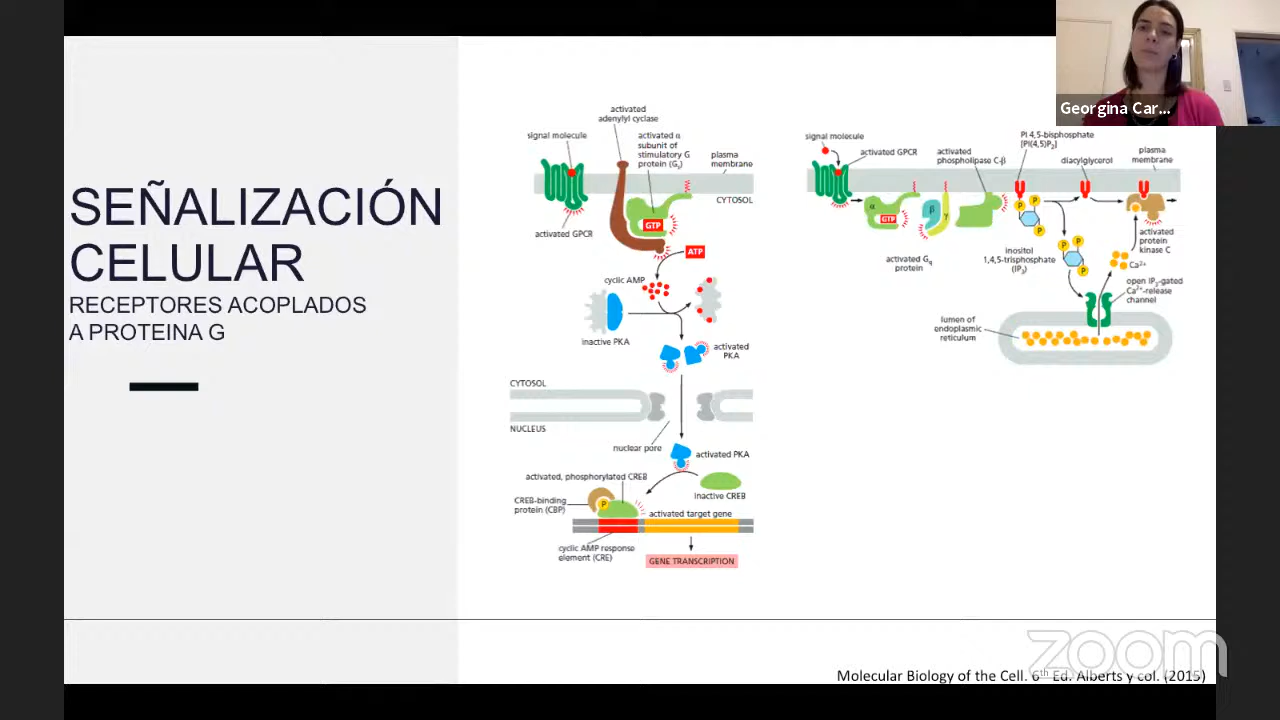 SEÑALIZACIÓN
CELULAR
RECEPTORES ACOPLADOS
A PROTEINA G
activated
adenylyl cyclase
signal molecule
activated α
subunit of
stimulatory G
protein (Gs)
plasma
membrane
CYTOSOL
GTP
activated GPCR
ATP
cyclic AMP
inactive PKA
activated
PKA
CYTOSOL
NUCLEUS
nuclear pore
activated PKA
activated, phosphorylated CREB
inactive CREB
CREB-binding
protein (CBP)
P
activated target gene
cyclic AMP response
element (CRE)
GENE TRANSCRIPTION
signal molecule
activated GPCR
activated
phospholipase C-β
PI 4,5-bisphosphate
[PI(4,5)P2]
diacylglycerol
plasma
membrane
α
GTP
β
γ
P
P
P
activated Gq
protein
inositol
1,4,5-trisphosphate
(IP3)
P
P
P
activated
protein
kinase C
Ca2+
open IP3-gated
Ca2+-release
channel
lumen of
endoplasmic
reticulum
Georgina Car...
zoom
Molecular Biology of the Cell. 6th Ed. Alberts y col. (2015)